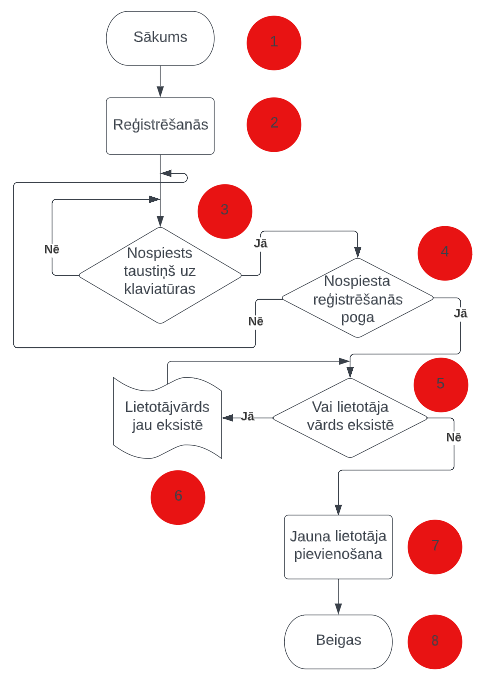 Sākums
1
Reģistrēšanās
2
3
Nē
Nospiests
taustiņš uz
klaviatūras
Jā
4
Nospiesta
reģistrēšanās
poga
Nē
Jā
5
Lietotājvārds
jau eksistē
Jā
Vai lietotāja
vārds eksistē
Nē
6
Jauna lietotāja
pievienošana
7
Beigas
8